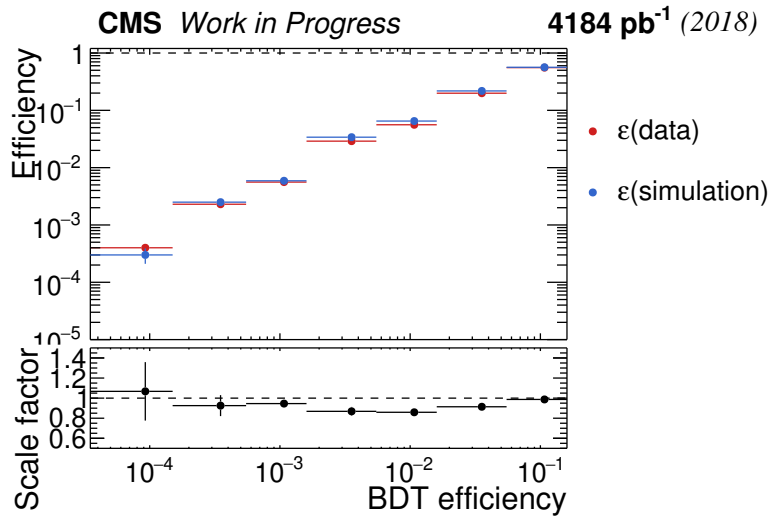 CMS Work in Progress 4184 pb⁻¹ (2018)
1
10⁻¹
10⁻²
10⁻³
10⁻⁴
10⁻⁵
Efficiency
ε(data)
ε(simulation)
1.4
1.2
1
0.8
0.6
Scale factor
10⁻⁴ 10⁻³ 10⁻² 10⁻¹
BDT efficiency